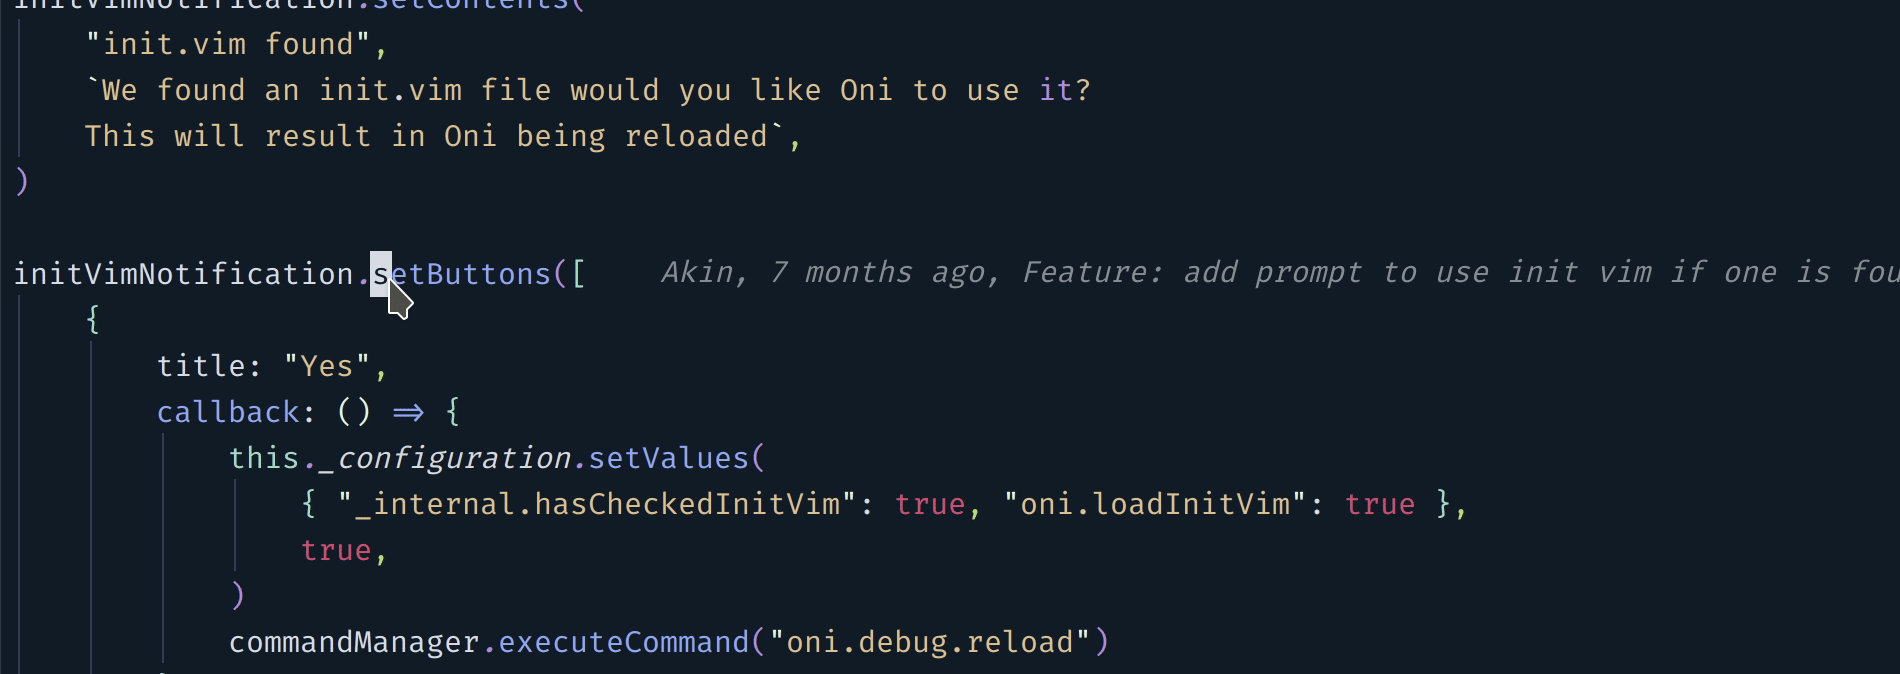 initVimNotification.setContents(
"init.vim found",
`We found an init.vim file would you like Oni to use it?
This will result in Oni being reloaded`,
)
initVimNotification.setButtons([ Akin, 7 months ago, Feature: add prompt to use init vim if one is fou
{
title: "Yes",
callback: () => {
this._configuration.setValues(
{ "_internal.hasCheckedInitVim": true, "oni.loadInitVim": true },
true,
)
commandManager.executeCommand("oni.debug.reload")